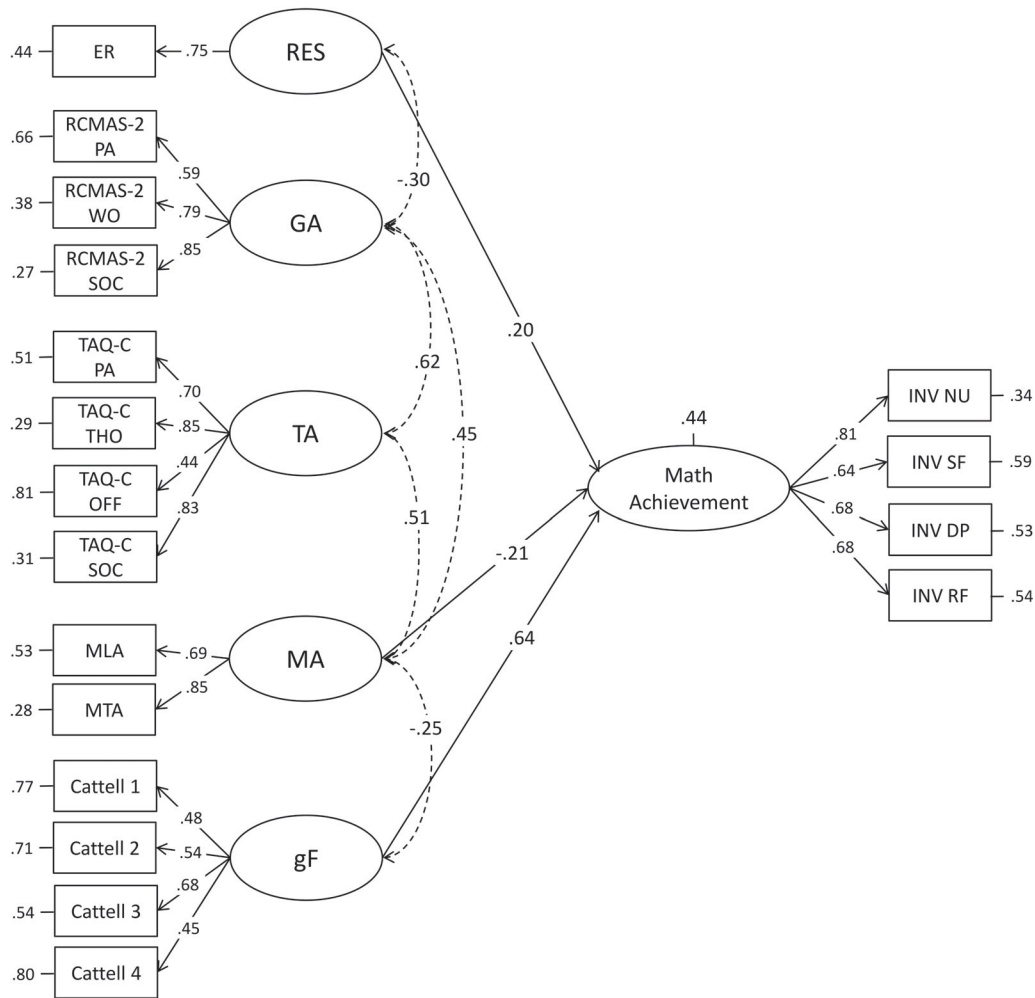 .44
ER
.75
RES
.66
RCMAS-2
PA
.59
.38
RCMAS-2
WO
.79
.27
RCMAS-2
SOC
.85
GA
-.30
.51
TAQ-C
PA
.70
.29
TAQ-C
THO
.85
.81
TAQ-C
OFF
.44
.31
TAQ-C
SOC
.83
TA
.62
.45
.51
.53
MLA
.69
.28
MTA
.85
MA
-.25
.77
Cattell 1
.48
.71
Cattell 2
.54
.54
Cattell 3
.68
.80
Cattell 4
.45
gF
.20
-.21
.64
.44
Math
Achievement
.81
INV NU
.34
.64
INV SF
.59
.68
INV DP
.53
.68
INV RF
.54